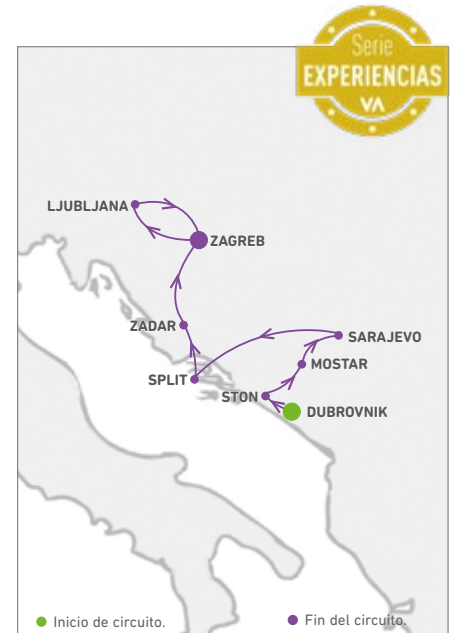 Serie
EXPERIENCIAS
VA
LJUBLJANA
ZAGREB
ZADAR
SARAJEVO
MOSTAR
SPLIT
STON
DUBROVNIK
Inicio de circuito.
Fin del circuito.